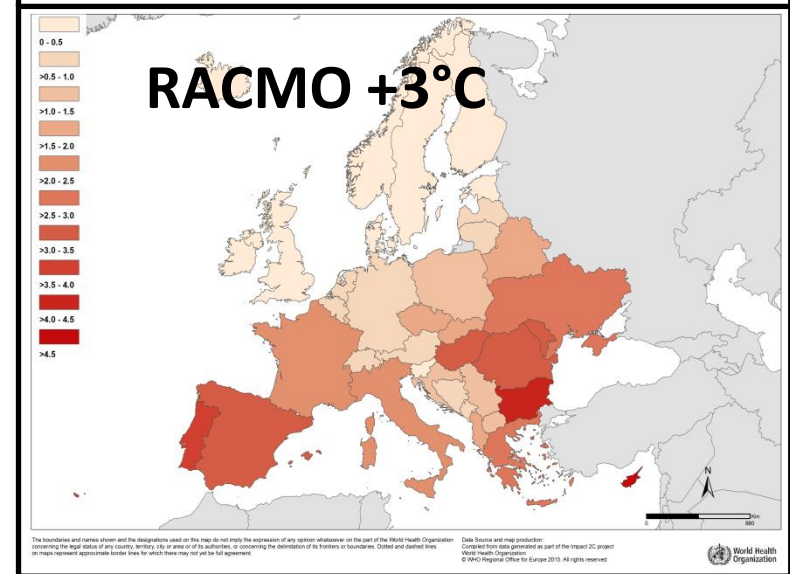 0 - 0.5
>0.5 - 1.0
>1.0 - 1.5
>1.5 - 2.0
>2.0 - 2.5
>2.5 - 3.0
>3.0 - 3.5
>3.5 - 4.0
>4.0 - 4.5
>4.5
RACMO +3°C
N
Km
0 880
The boundaries and names shown and the designations used on this map do not imply the expression of any opinion whatsoever on the part of the World Health Organization
concerning the legal status of any country, territory, city or area or of its authorities, or concerning the delimitation of its frontiers or boundaries. Dotted and dashed lines
on maps represent approximate border lines for which there may not yet be full agreement.
Data Source and map production:
Compiled from data generated as part of the Impact 2C project
World Health Organization
© WHO Regional Office for Europe 2013. All rights reserved
World Health
Organization